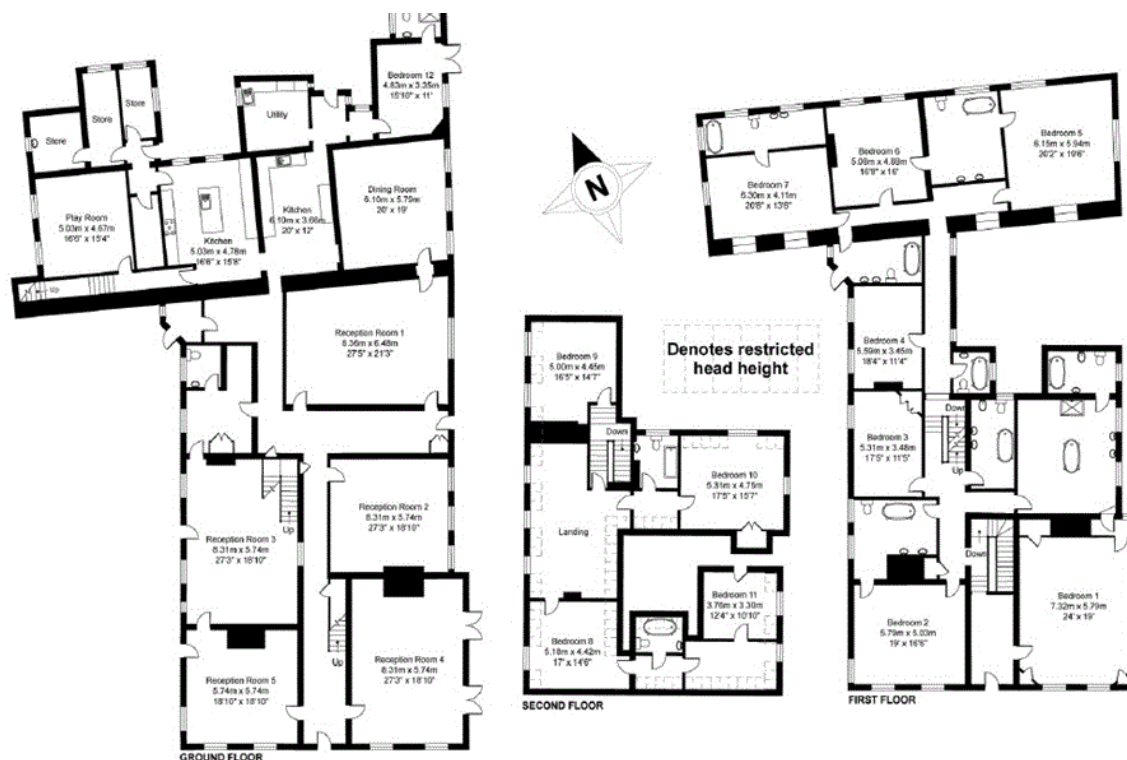 Bedroom 12
4.83m x 3.35m
15'10" x 11'
Store
Store
Store
Utility
Play Room
5.03m x 4.67m
16'6" x 15'4"
Kitchen
5.03m x 4.78m
16'6" x 15'8"
Kitchen
6.10m x 3.66m
20' x 12'
Dining Room
6.10m x 5.79m
20' x 19'
Up
Reception Room 1
8.36m x 6.48m
27'5" x 21'3"
Reception Room 2
8.31m x 5.74m
27'3" x 18'10"
Up
Reception Room 3
8.31m x 5.74m
27'3" x 18'10"
Up
Reception Room 4
8.31m x 5.74m
27'3" x 18'10"
Reception Room 5
5.74m x 5.74m
18'10" x 18'10"
GROUND FLOOR
N
Denotes restricted
head height
Bedroom 9
5.00m x 4.45m
16'5" x 14'7"
Down
Bedroom 10
5.31m x 4.75m
17'5" x 15'7"
Landing
Bedroom 11
3.76m x 3.30m
12'4" x 10'10"
Bedroom 8
5.18m x 4.42m
17' x 14'6"
SECOND FLOOR
Bedroom 5
6.15m x 5.94m
20'2" x 19'6"
Bedroom 6
5.08m x 4.88m
16'8" x 16'
Bedroom 7
6.30m x 4.11m
20'8" x 13'6"
Bedroom 4
5.59m x 3.45m
18'4" x 11'4"
Down
Bedroom 3
5.31m x 3.48m
17'5" x 11'5"
Up
Down
Bedroom 1
7.32m x 5.79m
24' x 19'
Bedroom 2
5.79m x 5.03m
19' x 16'6"
FIRST FLOOR